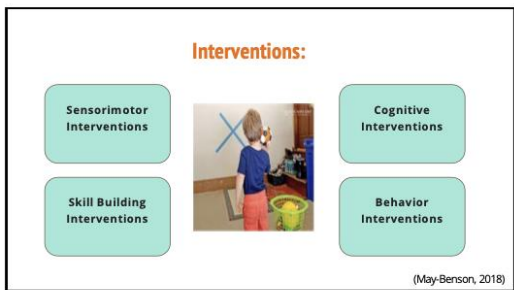 Interventions:
Sensorimotor
Interventions
Cognitive
Interventions
Skill Building
Interventions
Behavior
Interventions
(May-Benson, 2018)